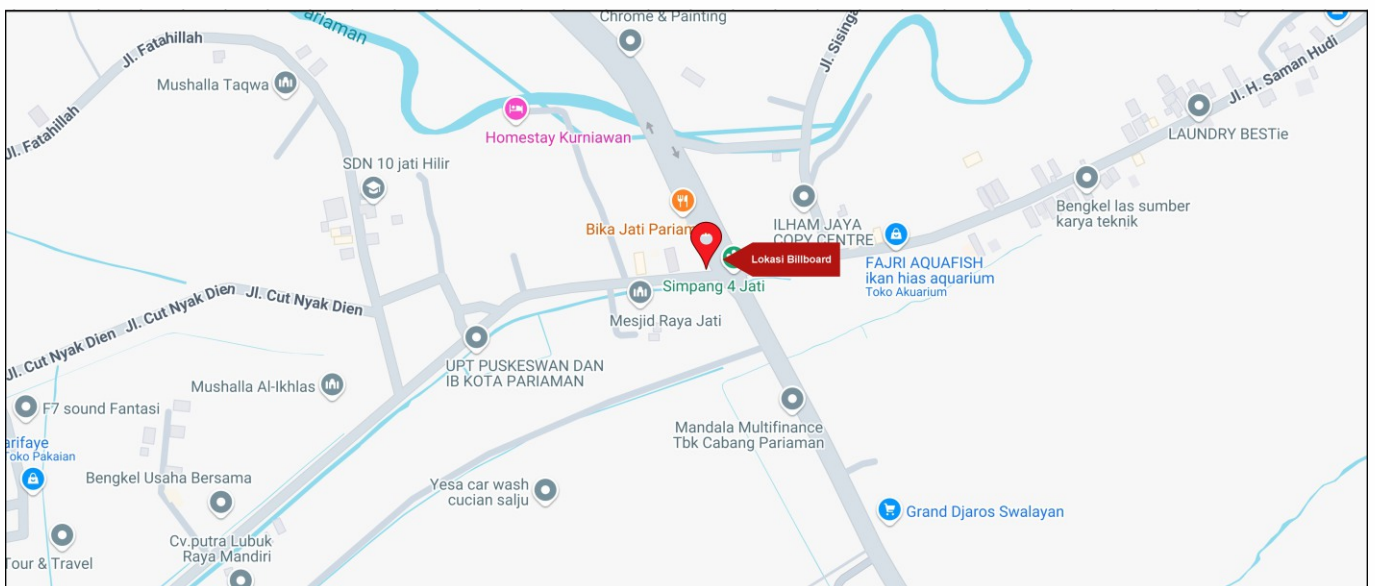 ariaman
Chrome & Painting
Jl. Fatahillah
Mushalla Taqwa
Jl. Sisinga
Jl. H. Saman Hudi
Homestay Kurniawan
LAUNDRY BESTie
Jl. Fatahillah
SDN 10 jati Hilir
Bengkel las sumber
karya teknik
Bika Jati Pariam
ILHAM JAYA
COPY CENTRE
Lokasi Billboard
FAJRI AQUAFISH
ikan hias aquarium
Toko Akuarium
Simpang 4 Jati
Jl. Cut Nyak Dien
Jl. Cut Nyak Dien
Jl. Cut Nyak Dien
Mesjid Raya Jati
UPT PUSKESWAN DAN
IB KOTA PARIAMAN
Mushalla Al-Ikhlas
F7 sound Fantasi
Mandala Multifinance
Tbk Cabang Pariaman
arifaye
Toko Pakaian
Bengkel Usaha Bersama
Yesa car wash
cucian salju
Grand Djaros Swalayan
Cv.putra Lubuk
Raya Mandiri
Tour & Travel